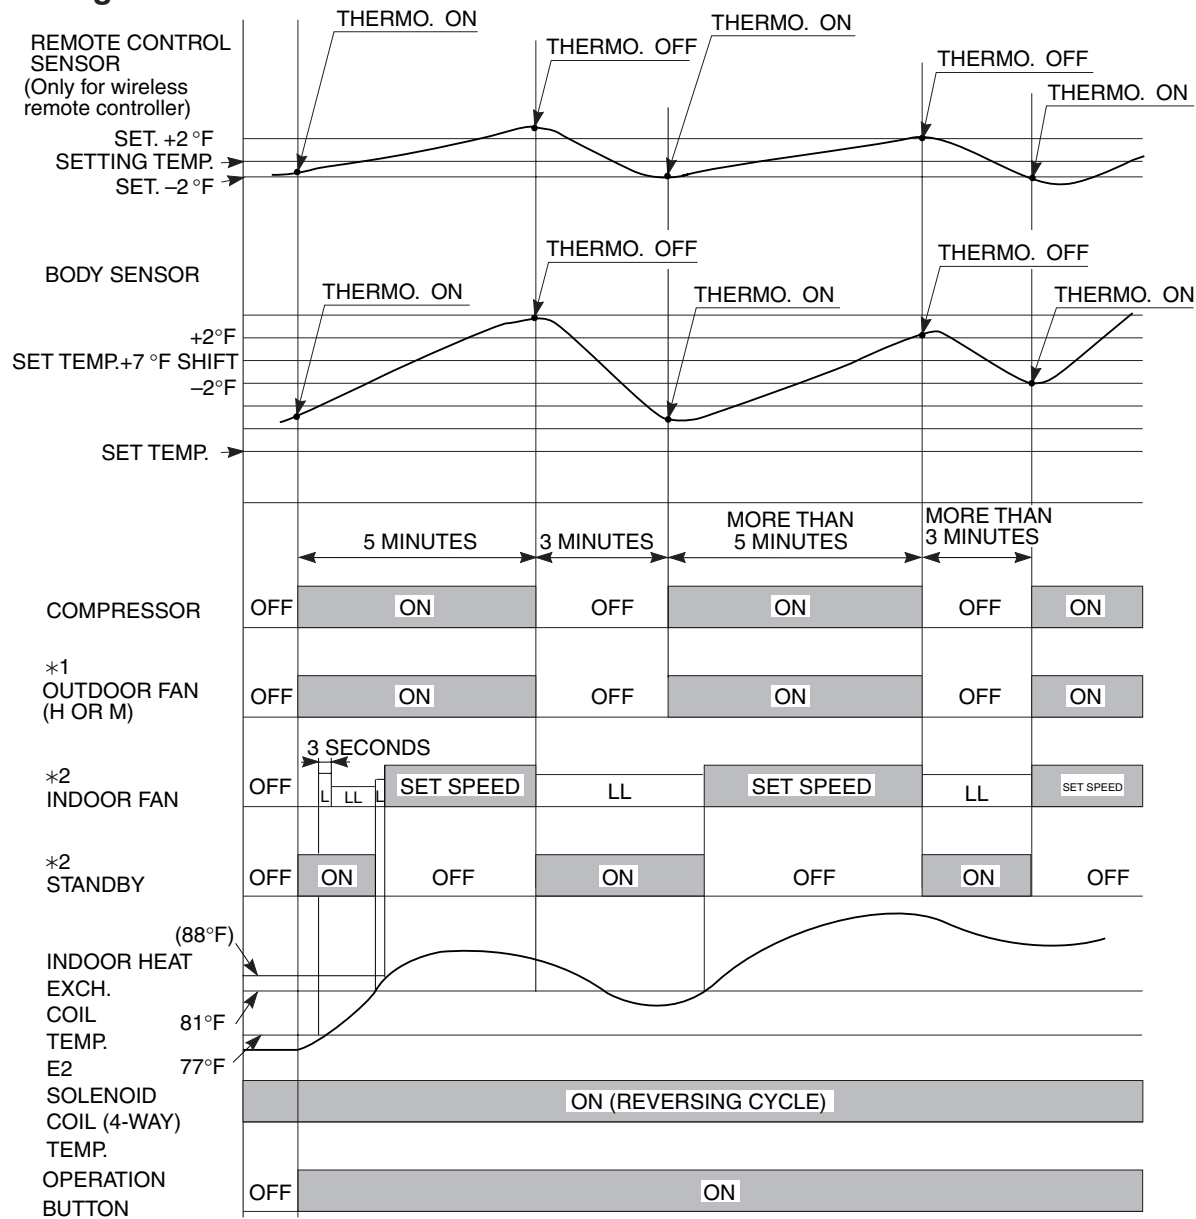 THERMO. ON
THERMO. OFF
THERMO. ON
THERMO. OFF
THERMO. ON
REMOTE CONTROL
SENSOR
(Only for wireless
remote controller)
SET. +2 °F
SETTING TEMP.
SET. –2 °F
BODY SENSOR
THERMO. ON
THERMO. OFF
THERMO. ON
THERMO. OFF
THERMO. ON
+2°F
SET TEMP.+7 °F SHIFT
–2°F
SET TEMP.
5 MINUTES
3 MINUTES
MORE THAN
5 MINUTES
MORE THAN
3 MINUTES
COMPRESSOR
OFF ON OFF ON OFF ON
*1
OUTDOOR FAN
(H OR M)
OFF ON OFF ON OFF ON
3 SECONDS
*2
INDOOR FAN
OFF L LL L SET SPEED LL SET SPEED LL SET SPEED
*2
STANDBY
OFF ON OFF ON OFF ON OFF
(88°F)
INDOOR HEAT
EXCH.
COIL
TEMP.
E2
81°F
77°F
SOLENOID
COIL (4-WAY)
TEMP.
ON (REVERSING CYCLE)
OPERATION
BUTTON
OFF ON